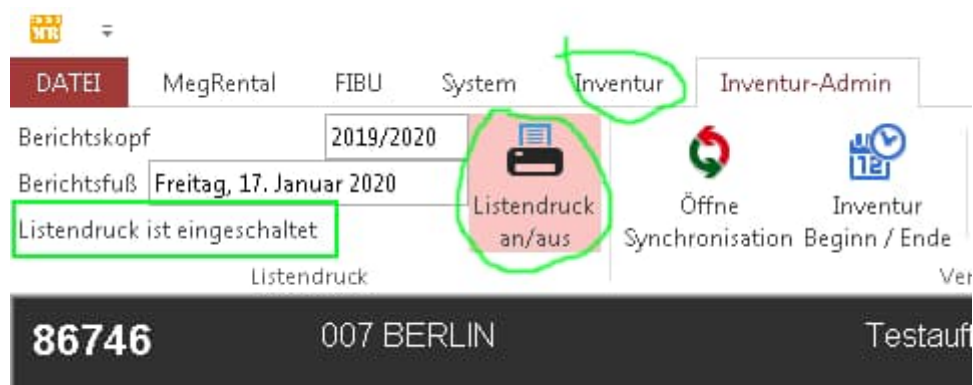 DATEI MegRental FIBU System Inventur Inventur-Admin
Berichtskopf 2019/2020
Berichtsfuß Freitag, 17. Januar 2020
Listendruck ist eingeschaltet
Listendruck
an/aus
Öffne
Synchronisation
Inventur
Beginn / Ende
Listendruck Ver
86746 007 BERLIN Testauf